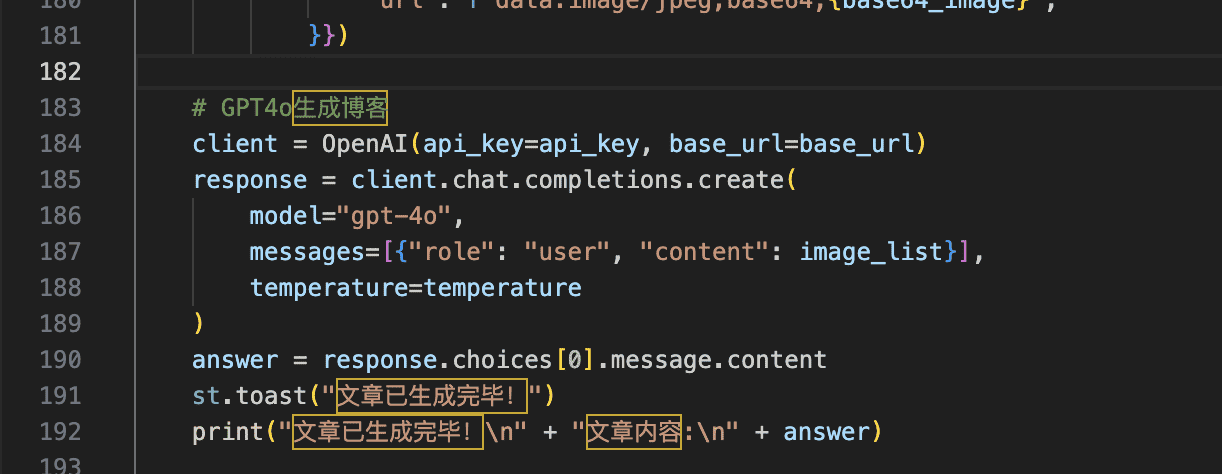 180 "url": f"data:image/jpeg;base64,{base64_image}",
181 }})
182
183 # GPT4o生成博客
184 client = OpenAI(api_key=api_key, base_url=base_url)
185 response = client.chat.completions.create(
186 model="gpt-4o",
187 messages=[{"role": "user", "content": image_list}],
188 temperature=temperature
189 )
190 answer = response.choices[0].message.content
191 st.toast("文章已生成完毕！")
192 print("文章已生成完毕！\n" + "文章内容:\n" + answer)
193